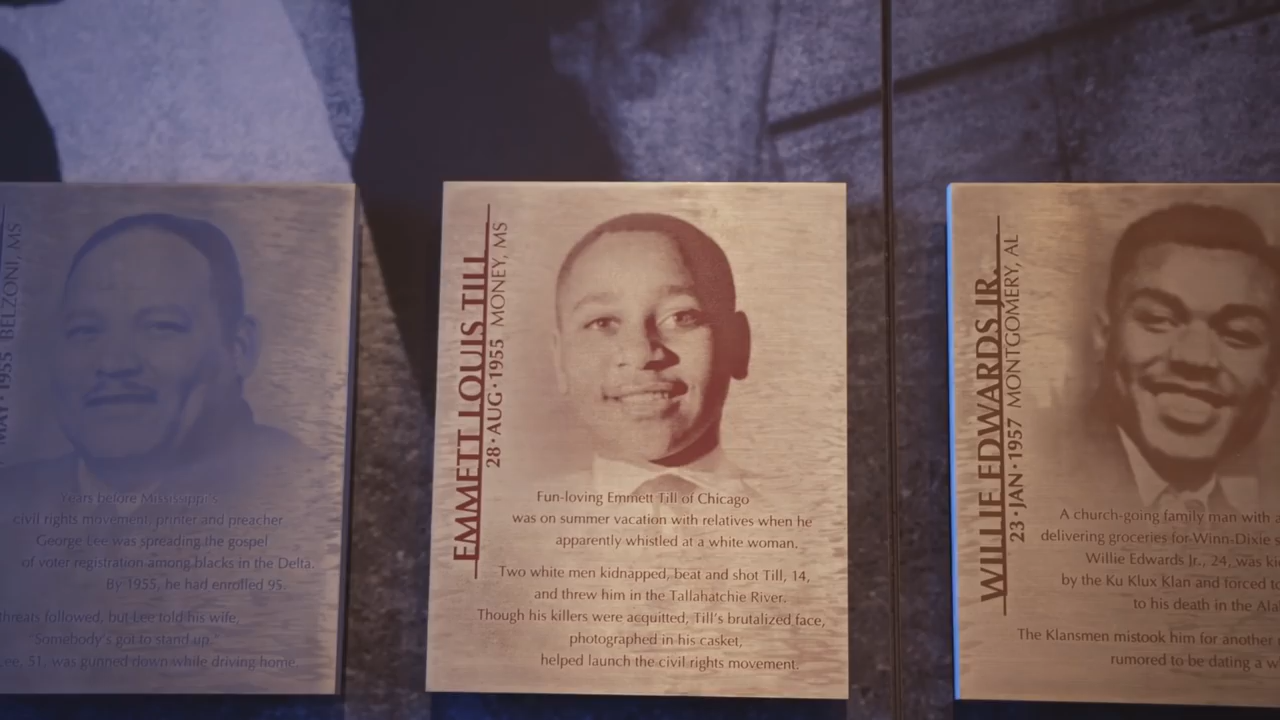 MAY · 1955 BELZONI, MS
Years before Mississippi's
civil rights movement, printer and preacher
George Lee was spreading the gospel
of voter registration among blacks in the Delta.
By 1955, he had enrolled 95.
threats followed, but Lee told his wife,
"Somebody's got to stand up."
Lee, 51, was gunned down while driving home.
EMMETT LOUIS TILL
28 · AUG · 1955 MONEY, MS
Fun-loving Emmett Till of Chicago
was on summer vacation with relatives when he
apparently whistled at a white woman.
Two white men kidnapped, beat and shot Till, 14,
and threw him in the Tallahatchie River.
Though his killers were acquitted, Till's brutalized face,
photographed in his casket,
helped launch the civil rights movement.
WILLIE EDWARDS JR.
23 · JAN · 1957 MONTGOMERY, AL
A church-going family man with
delivering groceries for Winn-Dixie
Willie Edwards Jr., 24, was
by the Ku Klux Klan and forced
to his death in the
The Klansmen mistook him for another
rumored to be dating a